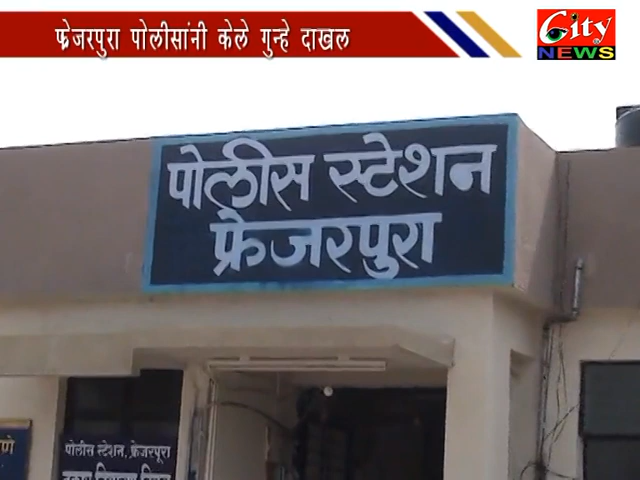 फ्रेजरपुरा पोलीसांनी केले गुन्हे दाखल
City
NEWS
पोलीस स्टेशन
फ्रेजरपुरा
पोलीस स्टेशन, फ्रेजरपूरा